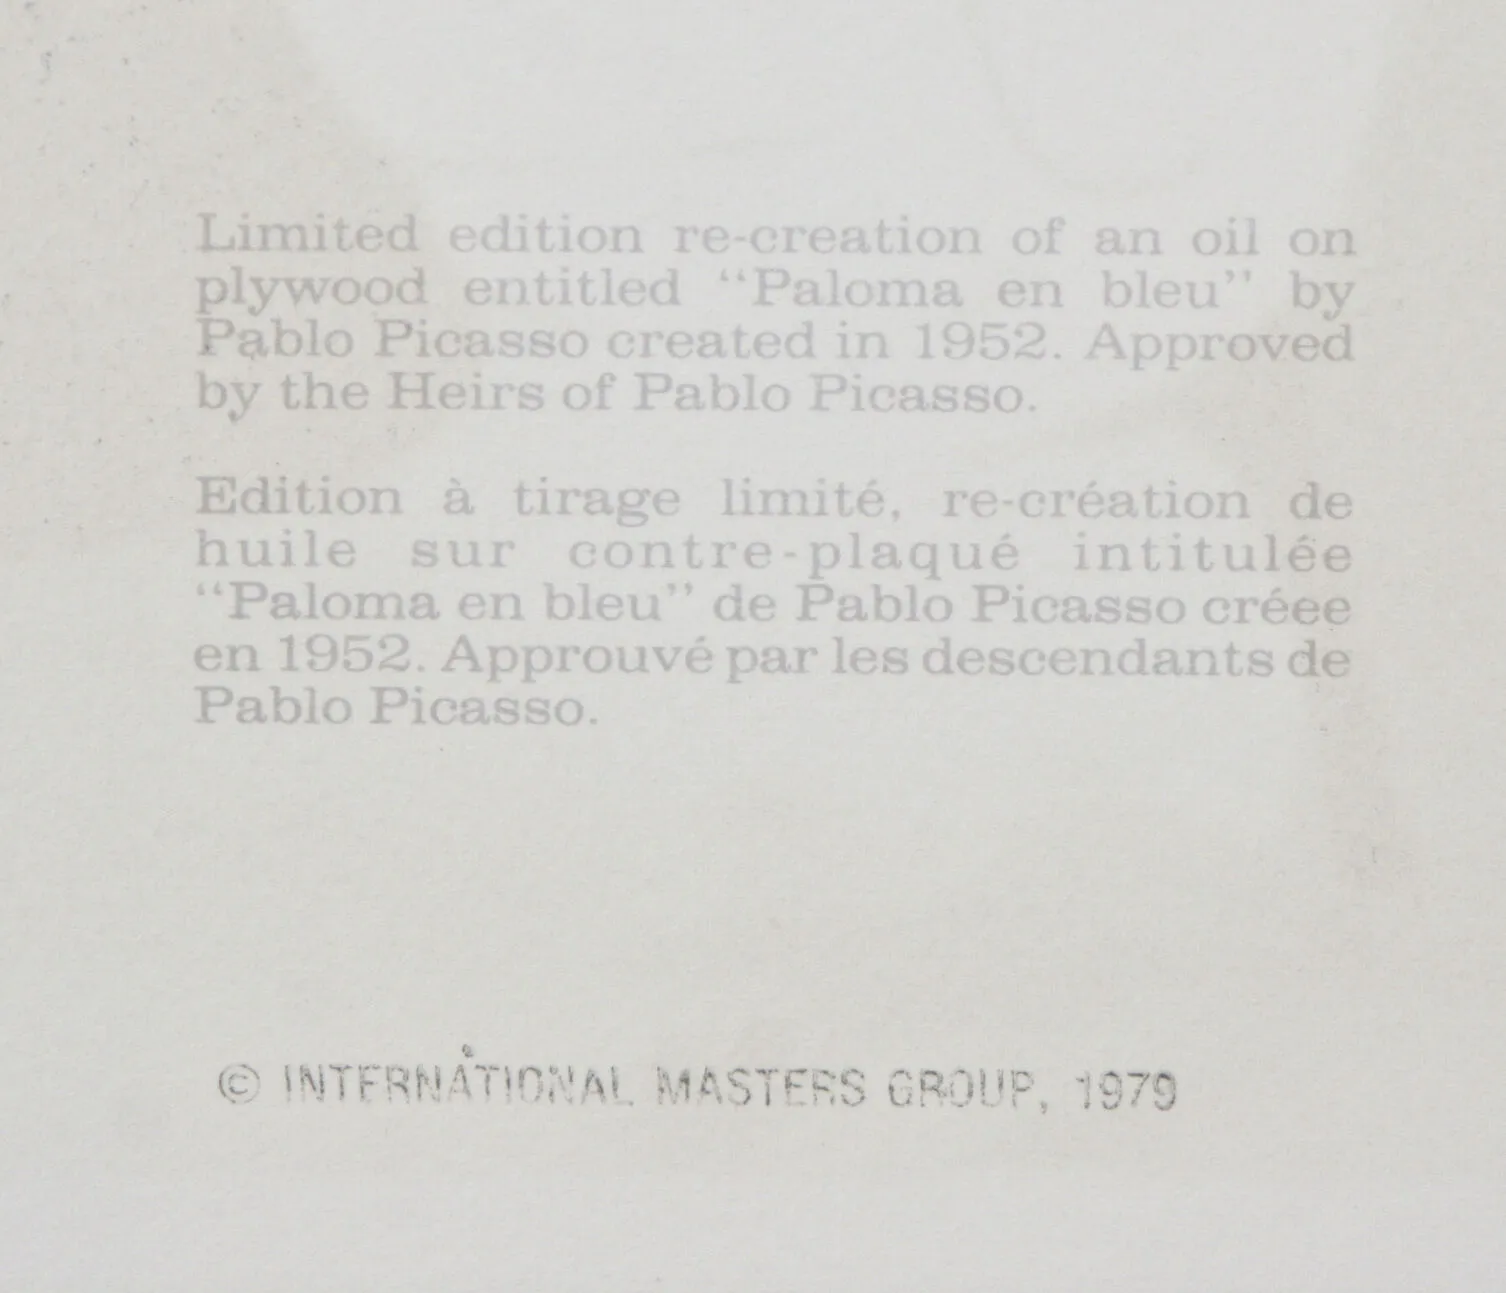 Limited edition re-creation of an oil on
plywood entitled “Paloma en bleu” by
Pablo Picasso created in 1952. Approved
by the Heirs of Pablo Picasso.
Edition à tirage limité, re-création de
huile sur contre-plaqué intitulée
“Paloma en bleu” de Pablo Picasso créee
en 1952. Approuvé par les descendants de
Pablo Picasso.
© INTERNATIONAL MASTERS GROUP, 1979